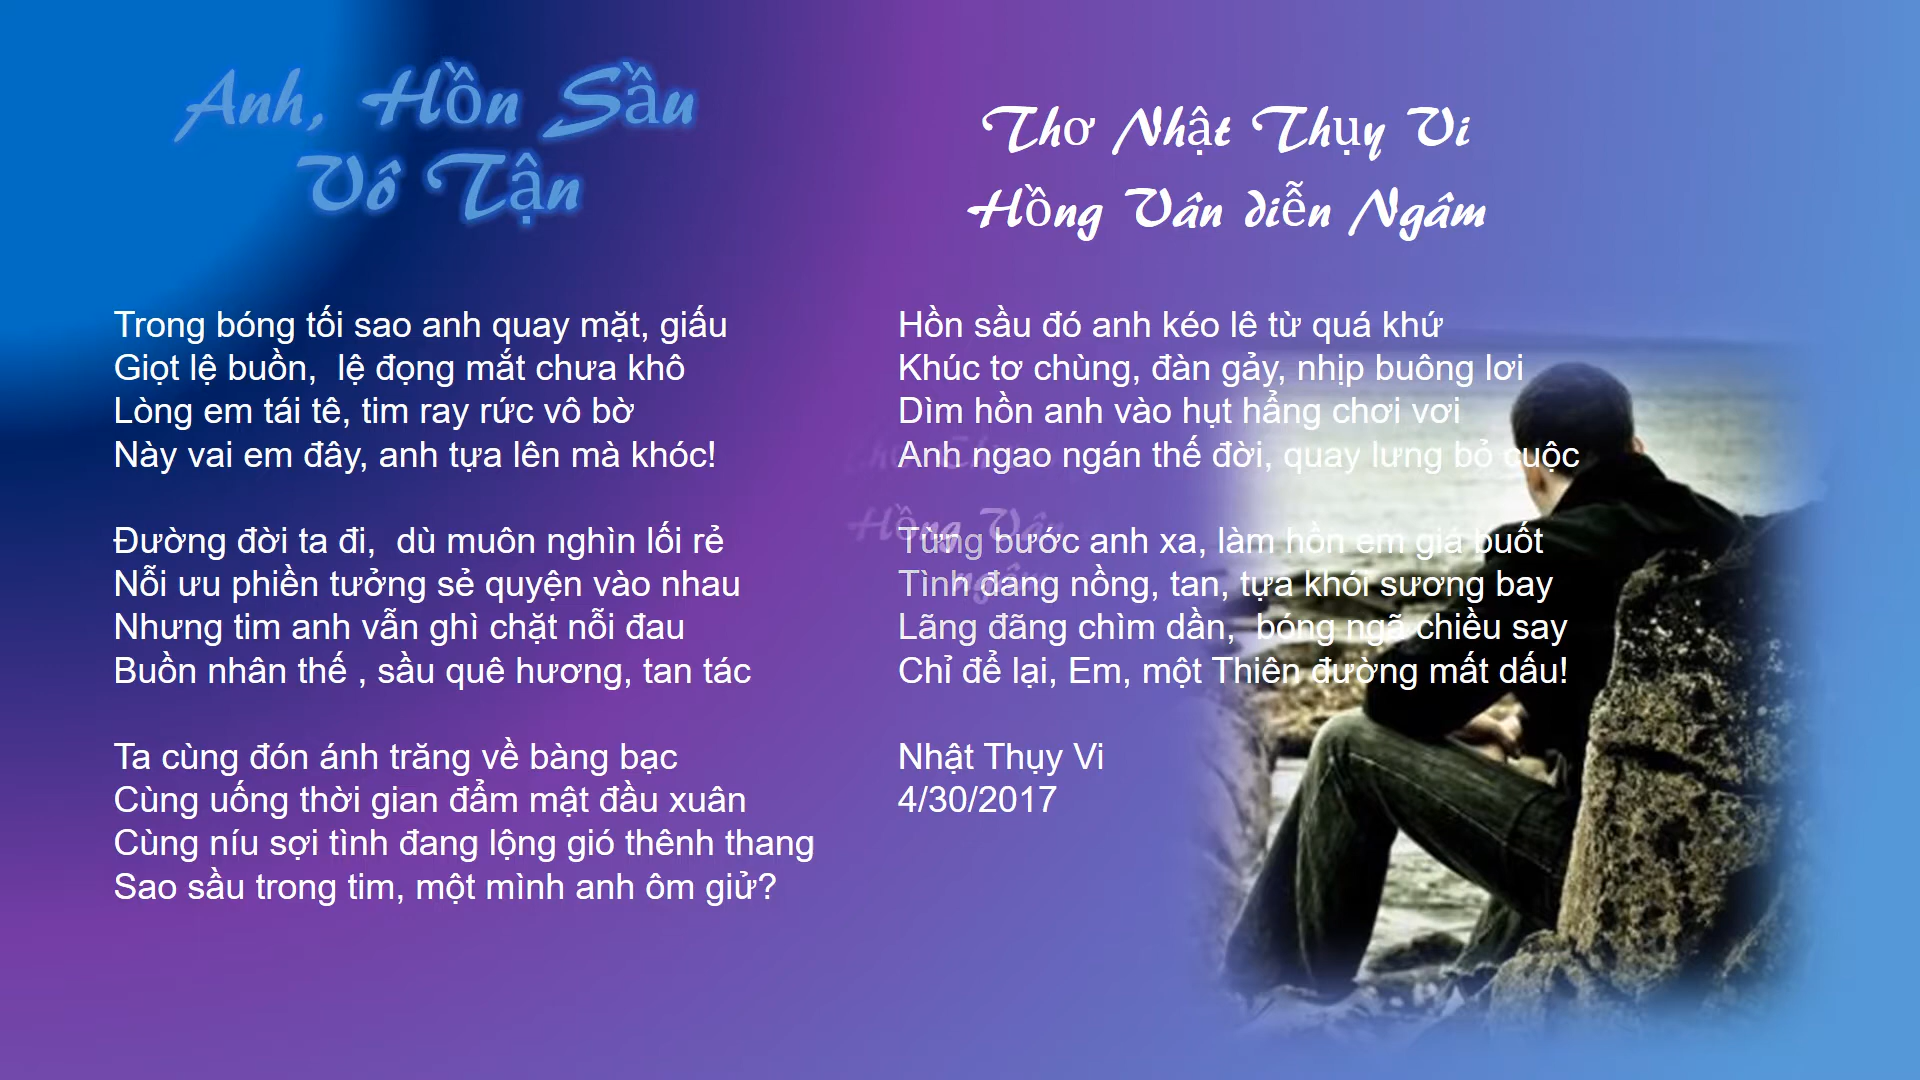 Anh, Hồn Sầu
Vô Tận
Thơ Nhật Thụy Vi
Hồng Vân diễn Ngâm
Trong bóng tối sao anh quay mặt, giấu
Giọt lệ buồn,  lệ đọng mắt chưa khô
Lòng em tái tê, tim ray rức vô bờ
Này vai em đây, anh tựa lên mà khóc!
Đường đời ta đi,  dù muôn nghìn lối rẻ
Nỗi ưu phiền tưởng sẻ quyện vào nhau
Nhưng tim anh vẫn ghì chặt nỗi đau
Buồn nhân thế , sầu quê hương, tan tác
Ta cùng đón ánh trăng về bàng bạc
Cùng uống thời gian đẩm mật đầu xuân
Cùng níu sợi tình đang lộng gió thênh thang
Sao sầu trong tim, một mình anh ôm giử?
Hồn sầu đó anh kéo lê từ quá khứ
Khúc tơ chùng, đàn gảy, nhịp buông lơi
Dìm hồn anh vào hụt hẩng chơi vơi
Anh ngao ngán thế đời, quay lưng bỏ cuộc
Từng bước anh xa, làm hồn em giá buốt
Tình đang nồng, tan, tựa khói sương bay
Lãng đãng chìm dần,  bóng ngã chiều say
Chỉ để lại, Em, một Thiên đường mất dấu!
Nhật Thụy Vi
4/30/2017
Hồng Vân
ngâm